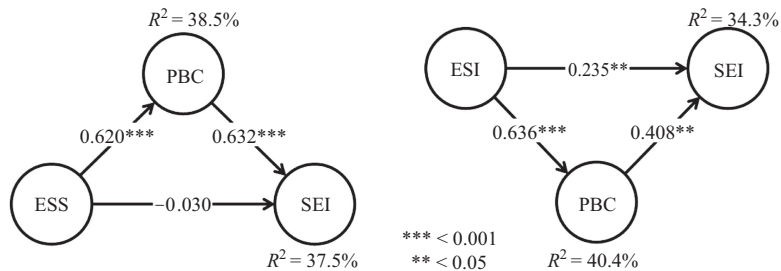 R² = 38.5%
PBC
0.620***
0.632***
ESS
−0.030
SEI
R² = 37.5%
R² = 34.3%
ESI
0.235**
SEI
0.636***
0.408**
PBC
*** < 0.001
** < 0.05
R² = 40.4%